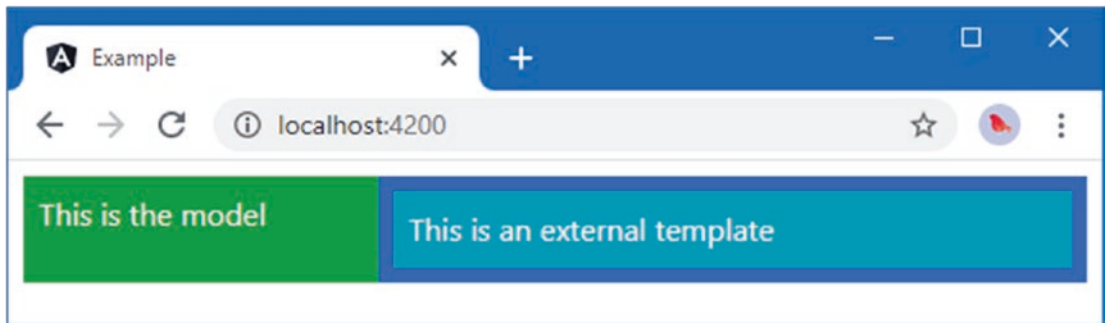 Example
localhost:4200
This is the model
This is an external template